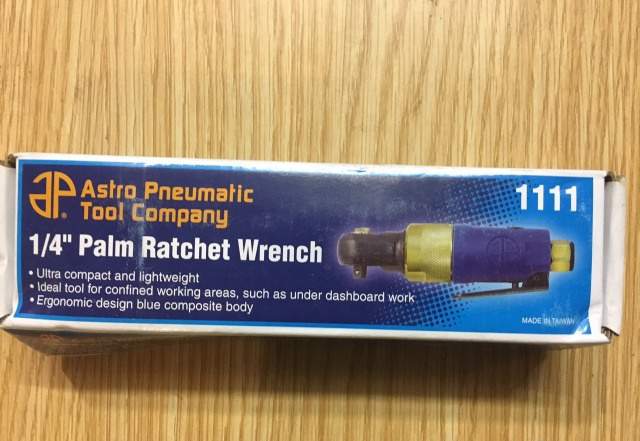 AP® Astro Pneumatic
Tool Company
1111
1/4" Palm Ratchet Wrench
• Ultra compact and lightweight
• Ideal tool for confined working areas, such as under dashboard work
• Ergonomic design blue composite body
MADE IN TAIWAN